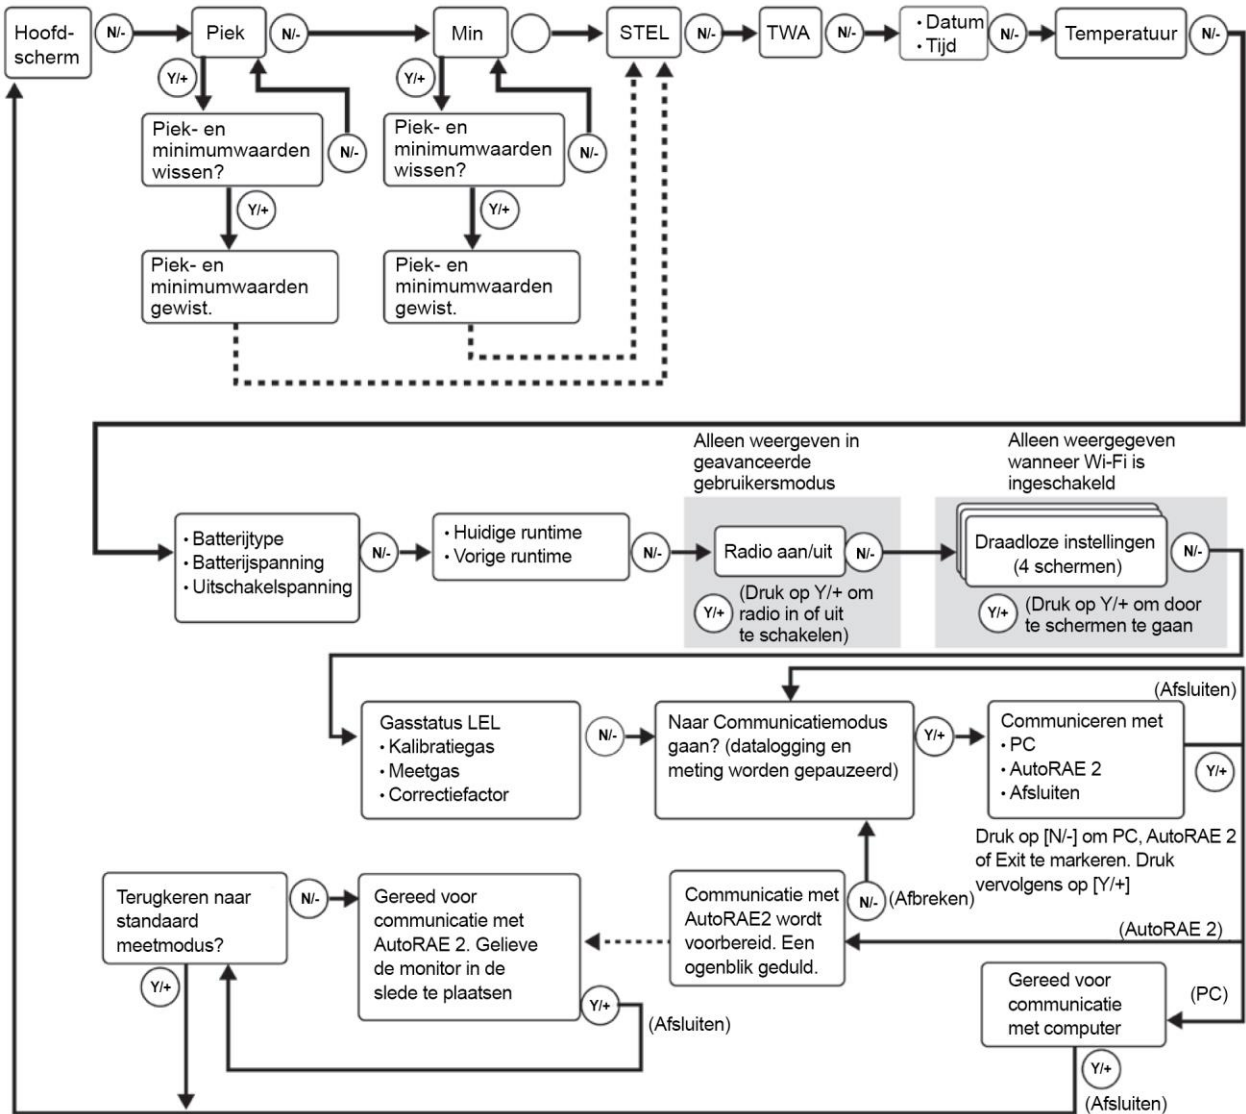 Hoofd-
scherm
N/-
Piek
N/-
Min
STEL
N/-
TWA
N/-
• Datum
• Tijd
N/-
Temperatuur
N/-
Y/+
Y/+
Piek- en
minimumwaarden
wissen?
N/-
Piek- en
minimumwaarden
wissen?
N/-
Y/+
Y/+
Piek- en
minimumwaarden
gewist.
Piek- en
minimumwaarden
gewist.
Alleen weergeven in
geavanceerde
gebruikersmodus
Alleen weergegeven
wanneer Wi-Fi is
ingeschakeld
• Batterijtype
• Batterijspanning
• Uitschakelspanning
N/-
• Huidige runtime
• Vorige runtime
N/-
Radio aan/uit
N/-
Y/+
(Druk op Y/+ om
radio in of uit
te schakelen)
Draadloze instellingen
(4 schermen)
N/-
Y/+
(Druk op Y/+ om door
te schermen te gaan
Gasstatus LEL
• Kalibratiegas
• Meetgas
• Correctiefactor
N/-
Naar Communicatiemodus
gaan? (datalogging en
meting worden gepauzeerd)
Y/+
Communiceren met
• PC
• AutoRAE 2
• Afsluiten
(Afsluiten)
Y/+
Druk op [N/-] om PC, AutoRAE 2
of Exit te markeren. Druk
vervolgens op [Y/+]
Terugkeren naar
standaard
meetmodus?
N/-
Y/+
Gereed voor
communicatie met
AutoRAE 2. Gelieve
de monitor in de
slede te plaatsen
Y/+
(Afsluiten)
Communicatie met
AutoRAE2 wordt
voorbereid. Een
ogenblik geduld.
N/-
(Afbreken)
(AutoRAE 2)
Gereed voor
communicatie
met computer
(PC)
Y/+
(Afsluiten)